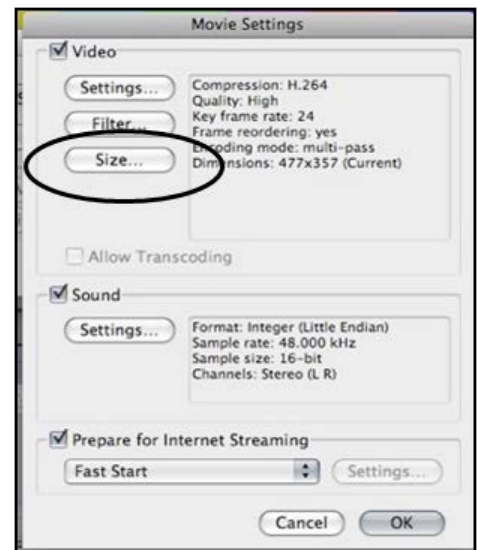 Movie Settings
Video
Settings...
Compression: H.264
Quality: High
Filter...
Key frame rate: 24
Frame reordering: yes
Size...
Encoding mode: multi-pass
Dimensions: 477x357 (Current)
Allow Transcoding
Sound
Settings...
Format: Integer (Little Endian)
Sample rate: 48.000 kHz
Sample size: 16-bit
Channels: Stereo (L R)
Prepare for Internet Streaming
Fast Start
Settings...
Cancel
OK